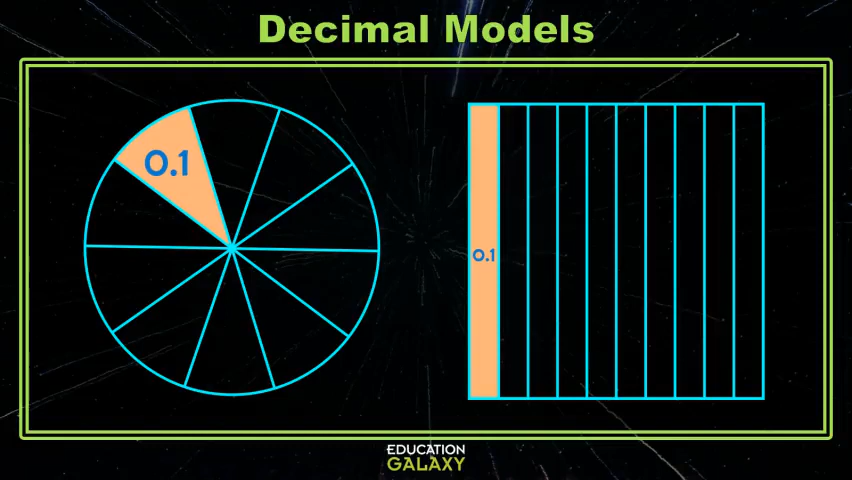 Decimal Models
0.1
0.1
EDUCATION
GALAXY